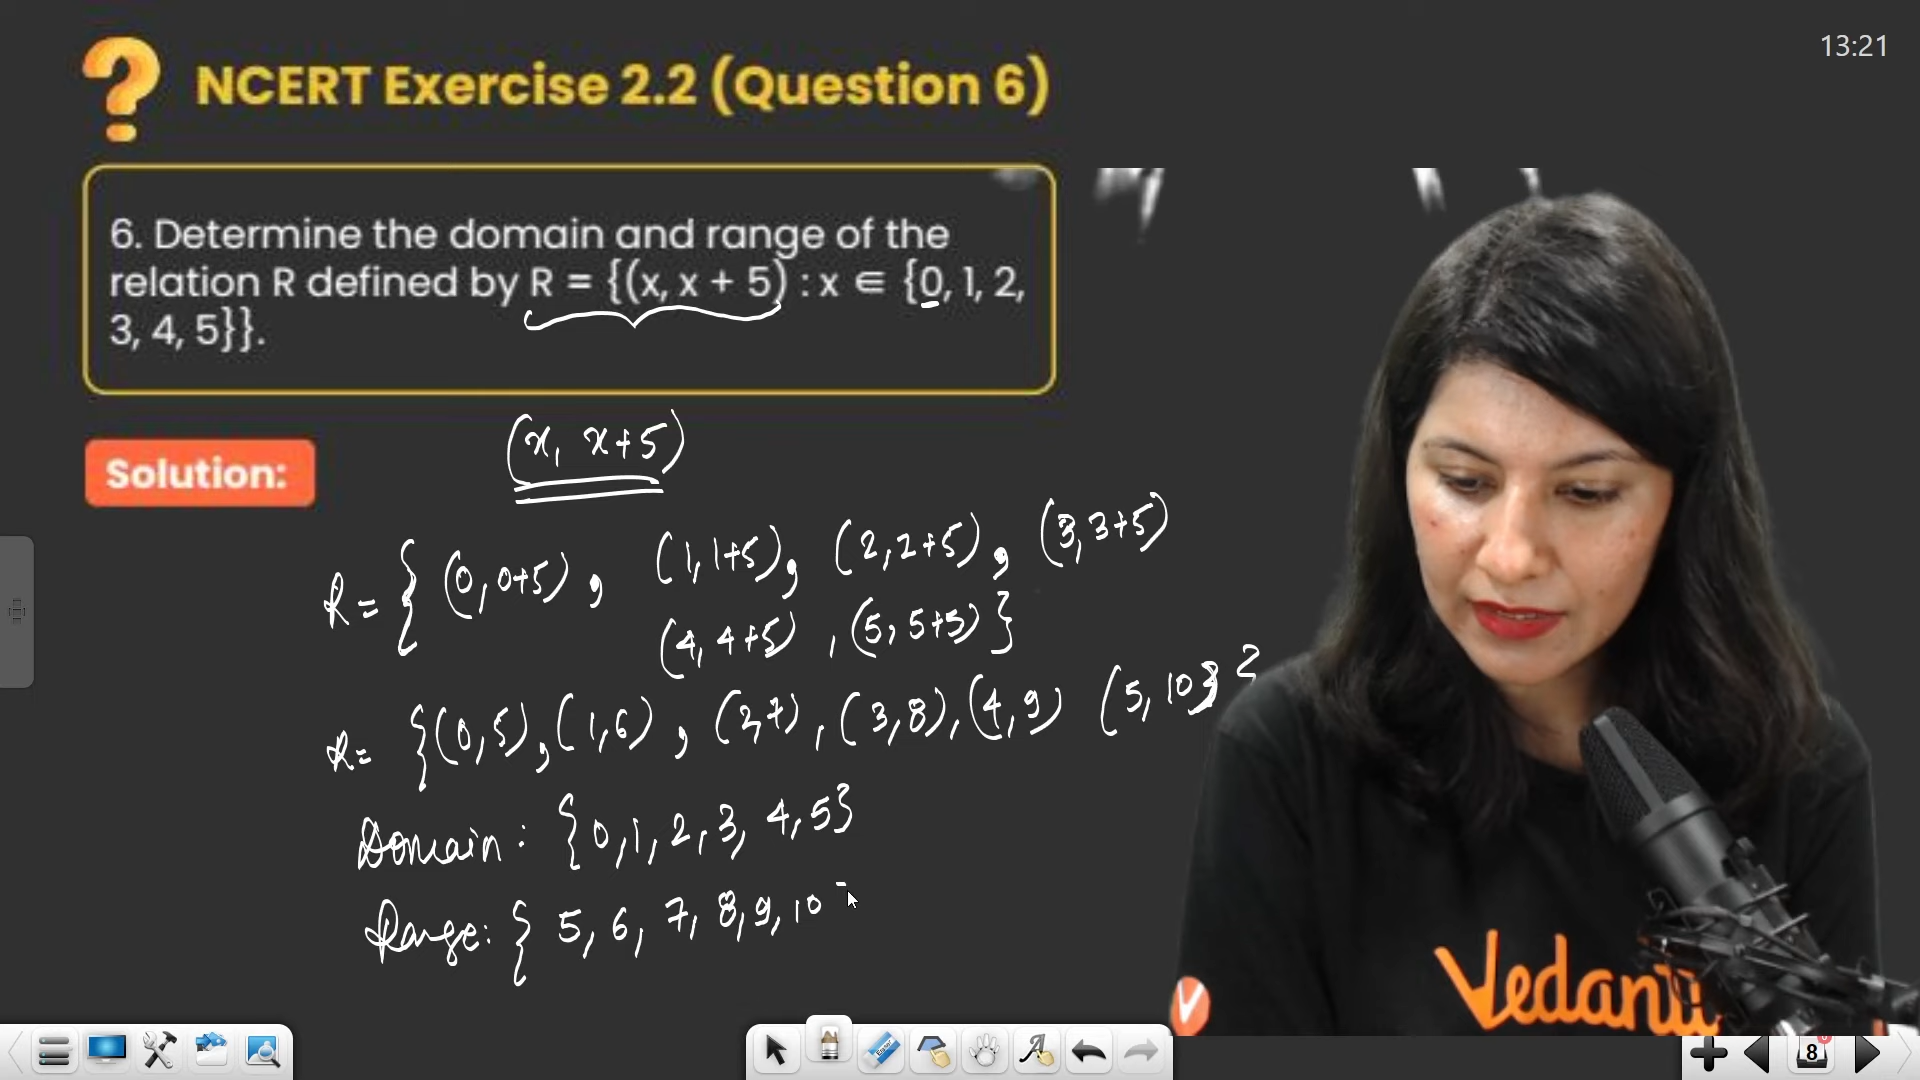 13:21
NCERT Exercise 2.2 (Question 6)
6. Determine the domain and range of the
relation R defined by R = {(x, x + 5) : x ∈ {0, 1, 2,
3, 4, 5}}.
Solution:
(x, x+5)
R = { (0, 0+5), (1, 1+5), (2, 2+5), (3, 3+5)
(4, 4+5), (5, 5+5) }
R = {(0,5), (1,6), (2,7), (3,8), (4,9) (5,10)}
Domain: {0, 1, 2, 3, 4, 5}
Range: { 5, 6, 7, 8, 9, 10
Vedantu
8